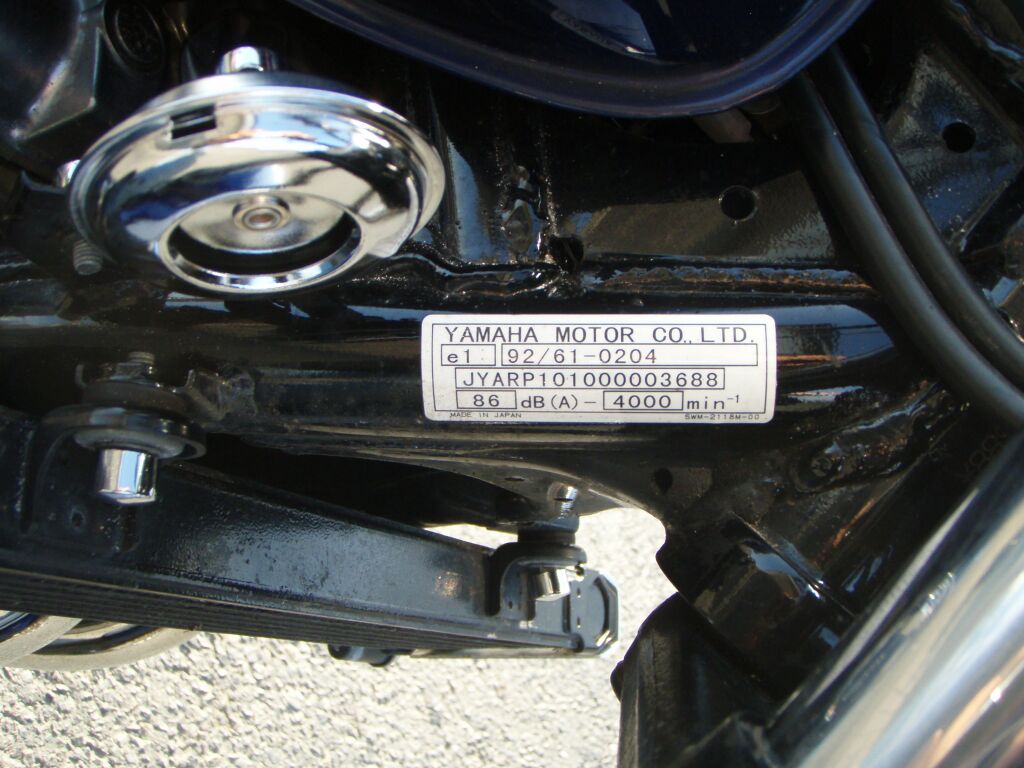 YAMAHA MOTOR CO., LTD.
e1 92/61-0204
JYARP101000003688
86 dB(A)- 4000 min⁻¹
MADE IN JAPAN 5WM-2118M-00